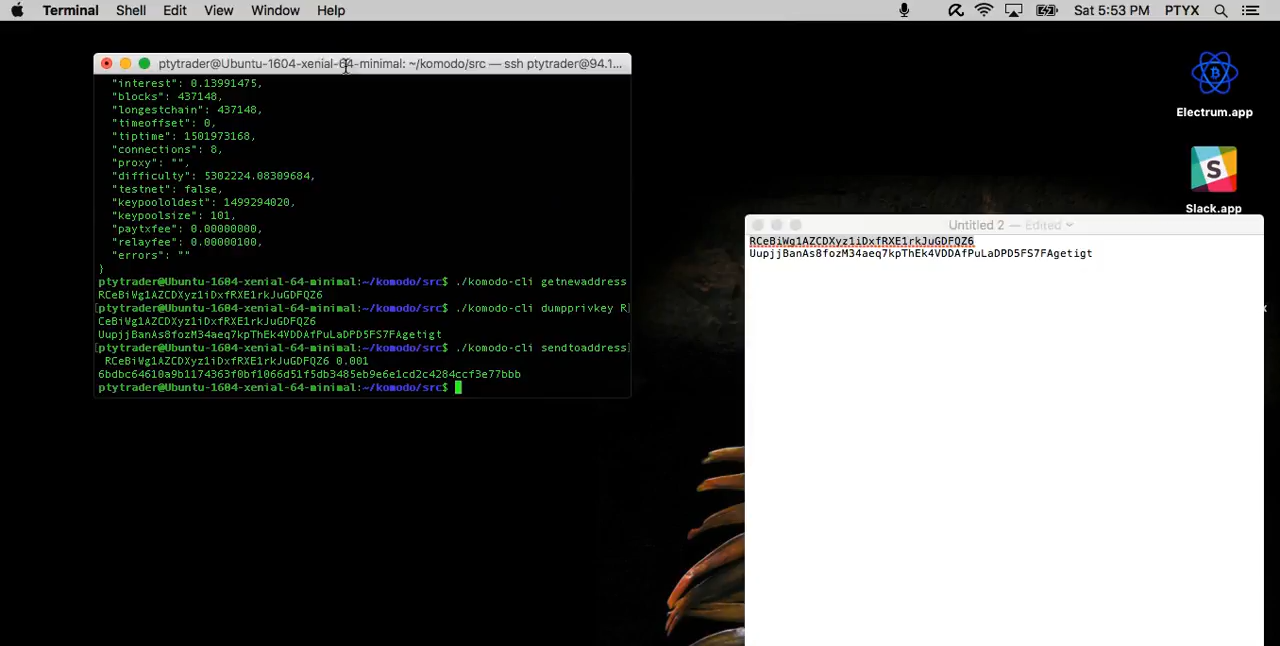 Terminal Shell Edit View Window Help Sat 5:53 PM PTYX
ptytrader@Ubuntu-1604-xenial-64-minimal: ~/komodo/src — ssh ptytrader@94.1...
"interest": 0.13991475,
"blocks": 437148,
"longestchain": 437148,
"timeoffset": 0,
"tiptime": 1501973168,
"connections": 8,
"proxy": "",
"difficulty": 5302224.08309684,
"testnet": false,
"keypoololdest": 1499294020,
"keypoolsize": 101,
"paytxfee": 0.00000000,
"relayfee": 0.00000100,
"errors": ""
}
ptytrader@Ubuntu-1604-xenial-64-minimal:~/komodo/src$ ./komodo-cli getnewaddress
RCeBiWg1AZCDXyz1iDxfRXE1rkJuGDFQZ6
[ptytrader@Ubuntu-1604-xenial-64-minimal:~/komodo/src$ ./komodo-cli dumpprivkey R]
CeBiWg1AZCDXyz1iDxfRXE1rkJuGDFQZ6
UupjjBanAs8fozM34aeq7kpThEk4VDDAfPuLaDPD5FS7FAgetigt
[ptytrader@Ubuntu-1604-xenial-64-minimal:~/komodo/src$ ./komodo-cli sendtoaddress]
RCeBiWg1AZCDXyz1iDxfRXE1rkJuGDFQZ6 0.001
6bdbc64610a9b1174363f0bf1066d51f5db3485eb9e6e1cd2c4284ccf3e77bbb
ptytrader@Ubuntu-1604-xenial-64-minimal:~/komodo/src$
Electrum.app
Slack.app
Untitled 2 — Edited
RCeBiWg1AZCDXyz1iDxfRXE1rkJuGDFQZ6
UupjjBanAs8fozM34aeq7kpThEk4VDDAfPuLaDPD5FS7FAgetigt